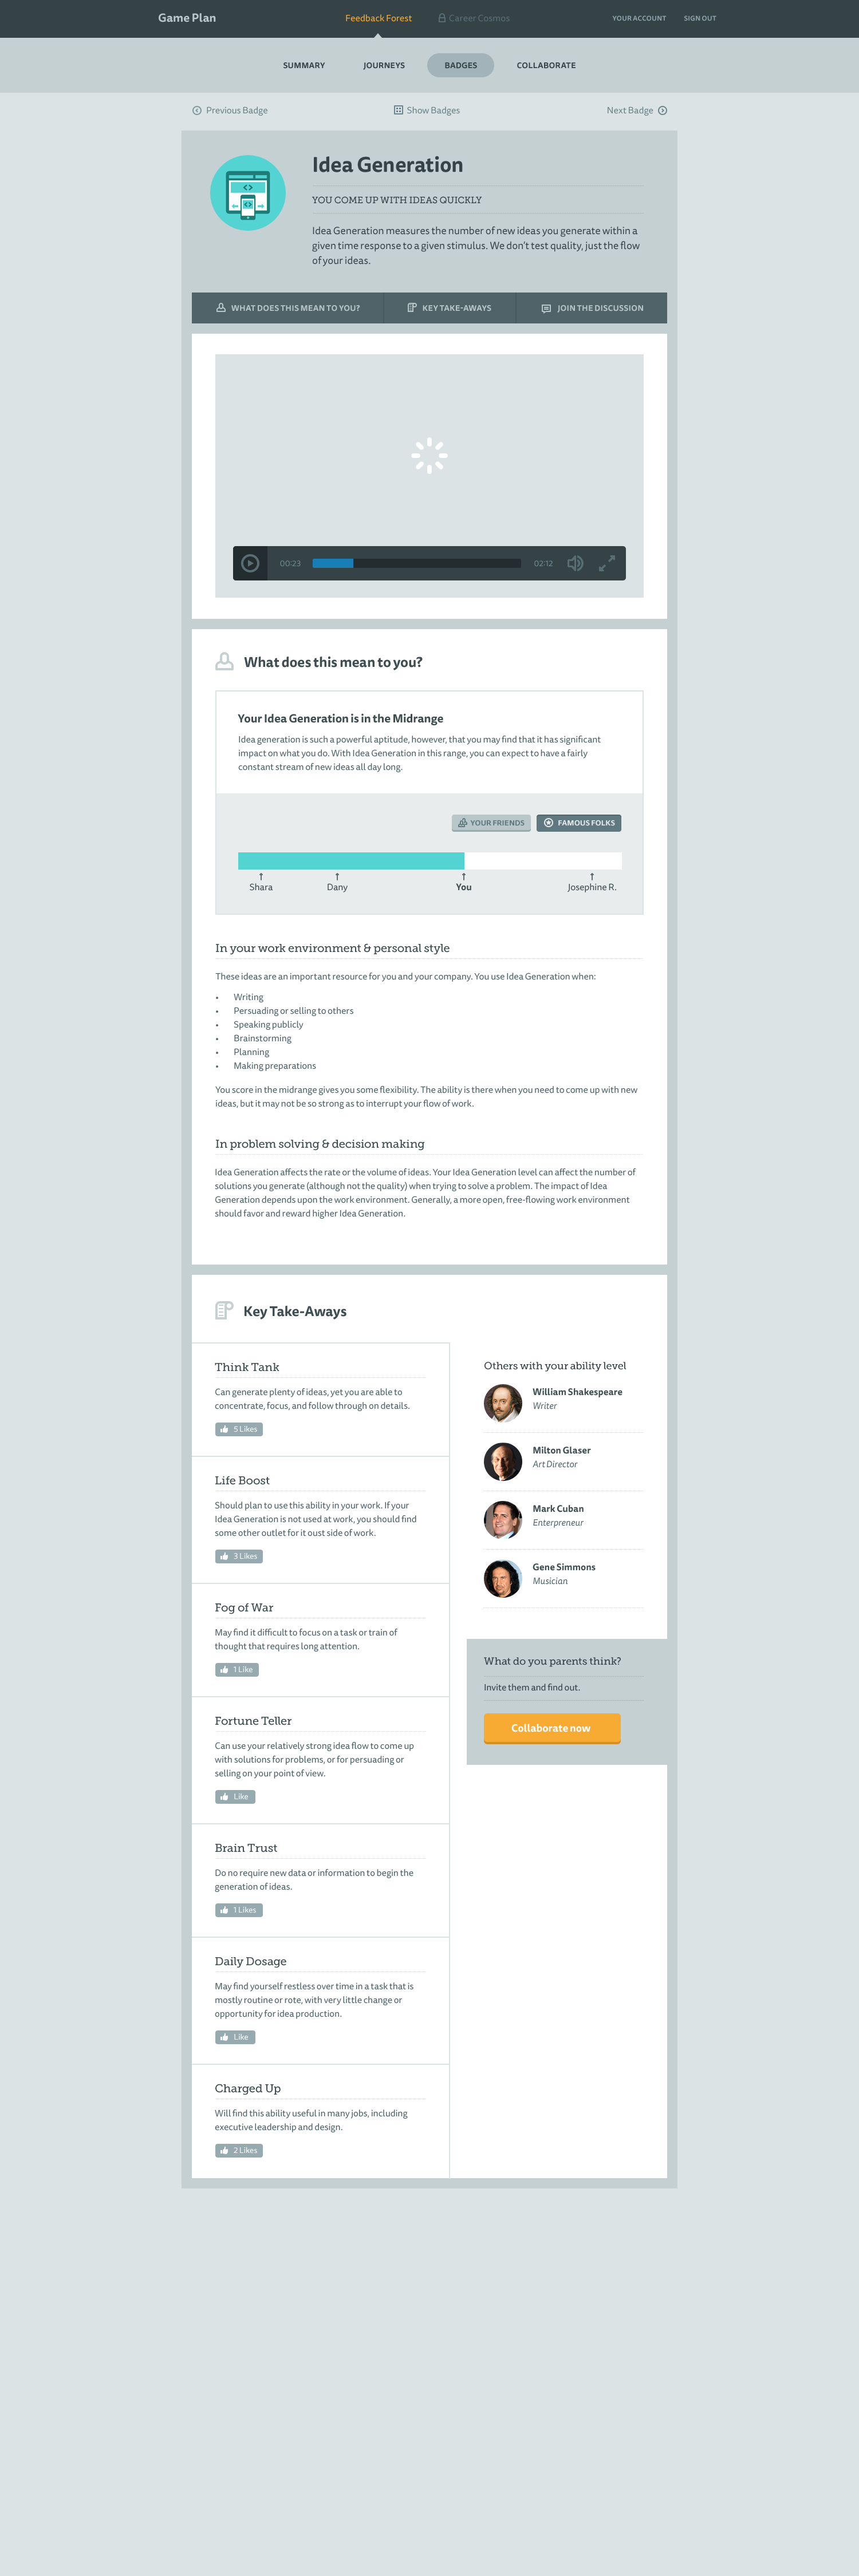 Game Plan
Feedback Forest
Career Cosmos
YOUR ACCOUNT
SIGN OUT
SUMMARY
JOURNEYS
BADGES
COLLABORATE
Previous Badge
Show Badges
Next Badge
Idea Generation
YOU COME UP WITH IDEAS QUICKLY
Idea Generation measures the number of new ideas you generate within a
given time response to a given stimulus. We don't test quality, just the flow
of your ideas.
WHAT DOES THIS MEAN TO YOU?
KEY TAKE-AWAYS
JOIN THE DISCUSSION
00:23
02:12
What does this mean to you?
Your Idea Generation is in the Midrange
Idea generation is such a powerful aptitude, however, that you may find that it has significant
impact on what you do. With Idea Generation in this range, you can expect to have a fairly
constant stream of new ideas all day long.
YOUR FRIENDS
FAMOUS FOLKS
Shara
Dany
You
Josephine R.
In your work environment & personal style
These ideas are an important resource for you and your company. You use Idea Generation when:
• Writing
• Persuading or selling to others
• Speaking publicly
• Brainstorming
• Planning
• Making preparations
You score in the midrange gives you some flexibility. The ability is there when you need to come up with new
ideas, but it may not be so strong as to interrupt your flow of work.
In problem solving & decision making
Idea Generation affects the rate or the volume of ideas. Your Idea Generation level can affect the number of
solutions you generate (although not the quality) when trying to solve a problem. The impact of Idea
Generation depends upon the work environment. Generally, a more open, free-flowing work environment
should favor and reward higher Idea Generation.
Key Take-Aways
Think Tank
Can generate plenty of ideas, yet you are able to
concentrate, focus, and follow through on details.
5 Likes
Life Boost
Should plan to use this ability in your work. If your
Idea Generation is not used at work, you should find
some other outlet for it oust side of work.
3 Likes
Fog of War
May find it difficult to focus on a task or train of
thought that requires long attention.
1 Like
Fortune Teller
Can use your relatively strong idea flow to come up
with solutions for problems, or for persuading or
selling on your point of view.
Like
Brain Trust
Do no require new data or information to begin the
generation of ideas.
1 Likes
Daily Dosage
May find yourself restless over time in a task that is
mostly routine or rote, with very little change or
opportunity for idea production.
Like
Charged Up
Will find this ability useful in many jobs, including
executive leadership and design.
2 Likes
Others with your ability level
William Shakespeare
Writer
Milton Glaser
Art Director
Mark Cuban
Enterpreneur
Gene Simmons
Musician
What do you parents think?
Invite them and find out.
Collaborate now